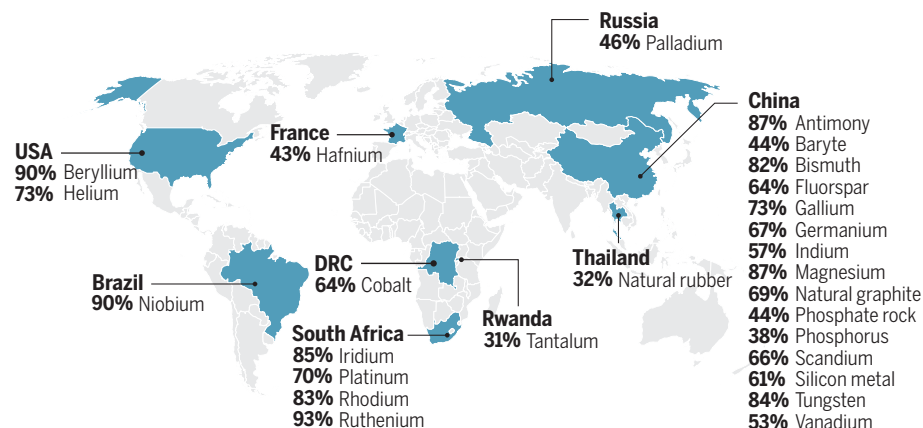 Russia
46% Palladium
China
87% Antimony
44% Baryte
82% Bismuth
64% Fluorspar
73% Gallium
67% Germanium
57% Indium
87% Magnesium
69% Natural graphite
44% Phosphate rock
38% Phosphorus
66% Scandium
61% Silicon metal
84% Tungsten
53% Vanadium
France
43% Hafnium
USA
90% Beryllium
73% Helium
Thailand
32% Natural rubber
DRC
64% Cobalt
Brazil
90% Niobium
Rwanda
31% Tantalum
South Africa
85% Iridium
70% Platinum
83% Rhodium
93% Ruthenium